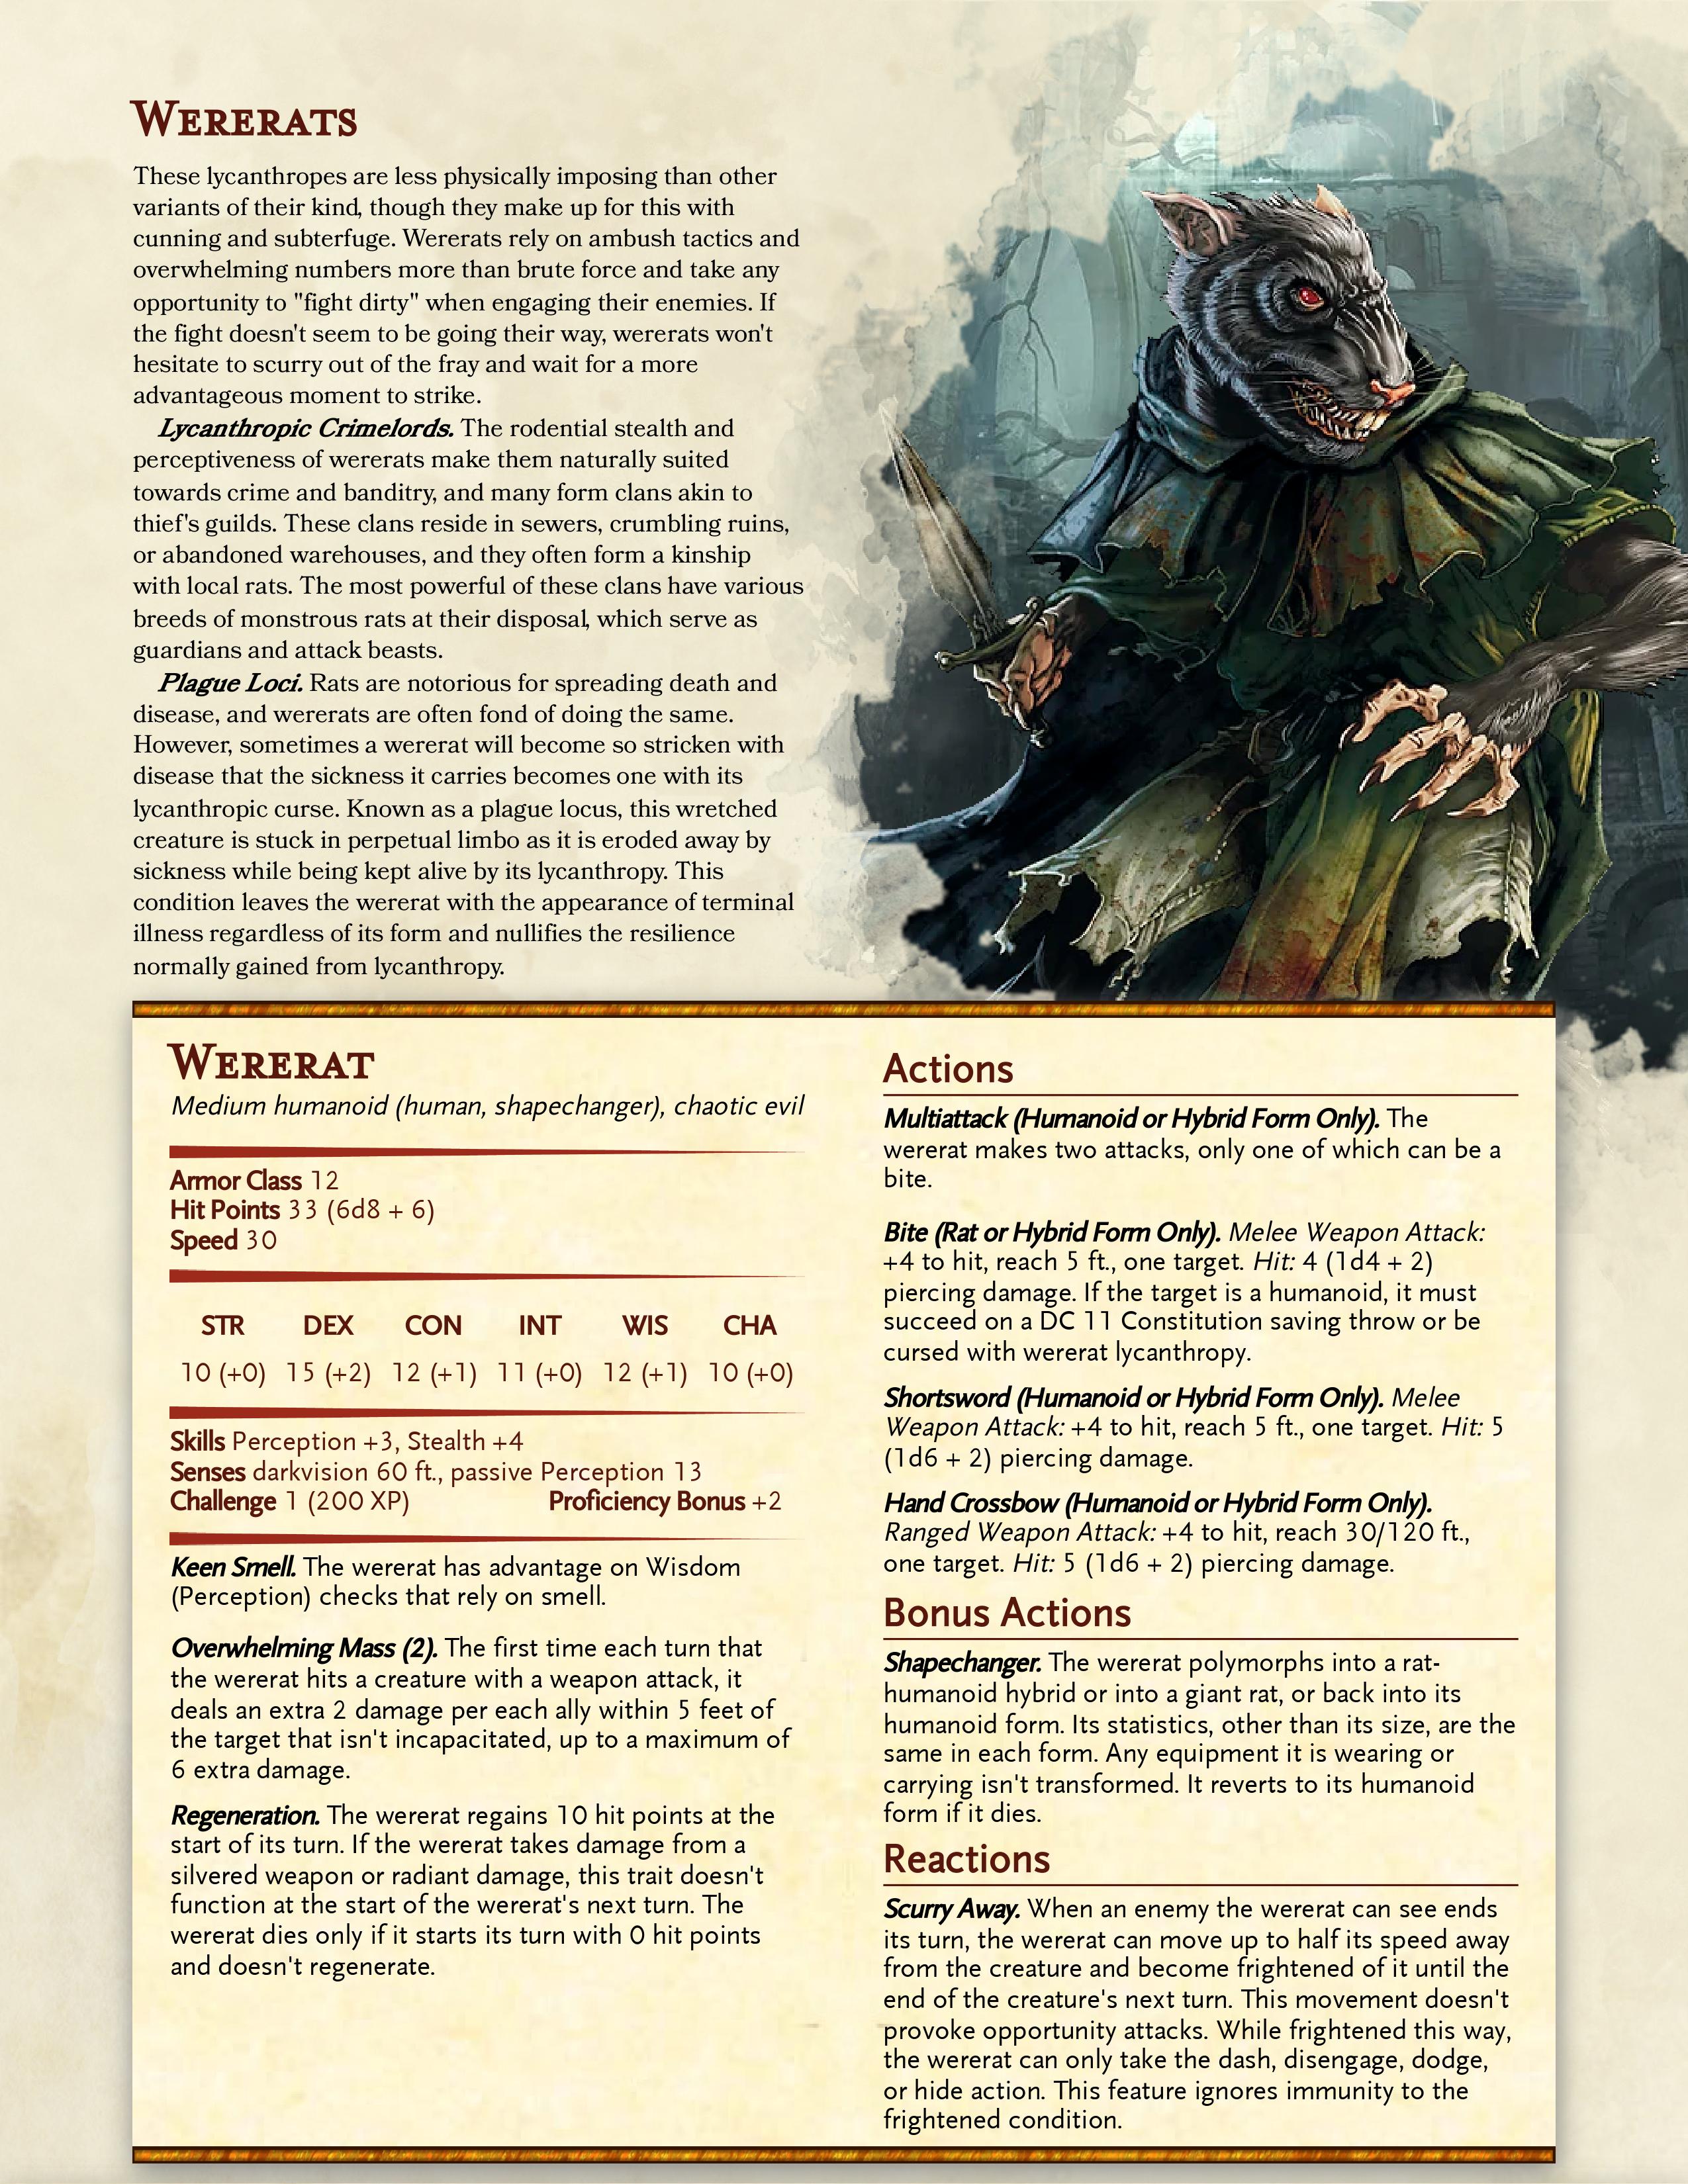 Wererats
These lycanthropes are less physically imposing than other
variants of their kind, though they make up for this with
cunning and subterfuge. Wererats rely on ambush tactics and
overwhelming numbers more than brute force and take any
opportunity to "fight dirty" when engaging their enemies. If
the fight doesn't seem to be going their way, wererats won't
hesitate to scurry out of the fray and wait for a more
advantageous moment to strike.
Lycanthropic Crimelords. The rodential stealth and
perceptiveness of wererats make them naturally suited
towards crime and banditry, and many form clans akin to
thief's guilds. These clans reside in sewers, crumbling ruins,
or abandoned warehouses, and they often form a kinship
with local rats. The most powerful of these clans have various
breeds of monstrous rats at their disposal, which serve as
guardians and attack beasts.
Plague Loci. Rats are notorious for spreading death and
disease, and wererats are often fond of doing the same.
However, sometimes a wererat will become so stricken with
disease that the sickness it carries becomes one with its
lycanthropic curse. Known as a plague locus, this wretched
creature is stuck in perpetual limbo as it is eroded away by
sickness while being kept alive by its lycanthropy. This
condition leaves the wererat with the appearance of terminal
illness regardless of its form and nullifies the resilience
normally gained from lycanthropy.
Wererat
Medium humanoid (human, shapechanger), chaotic evil
Armor Class 12
Hit Points 33 (6d8 + 6)
Speed 30
STR DEX CON INT WIS CHA
10 (+0) 15 (+2) 12 (+1) 11 (+0) 12 (+1) 10 (+0)
Skills Perception +3, Stealth +4
Senses darkvision 60 ft., passive Perception 13
Challenge 1 (200 XP) Proficiency Bonus +2
Keen Smell. The wererat has advantage on Wisdom
(Perception) checks that rely on smell.
Overwhelming Mass (2). The first time each turn that
the wererat hits a creature with a weapon attack, it
deals an extra 2 damage per each ally within 5 feet of
the target that isn't incapacitated, up to a maximum of
6 extra damage.
Regeneration. The wererat regains 10 hit points at the
start of its turn. If the wererat takes damage from a
silvered weapon or radiant damage, this trait doesn't
function at the start of the wererat's next turn. The
wererat dies only if it starts its turn with 0 hit points
and doesn't regenerate.
Actions
Multiattack (Humanoid or Hybrid Form Only). The
wererat makes two attacks, only one of which can be a
bite.
Bite (Rat or Hybrid Form Only). Melee Weapon Attack:
+4 to hit, reach 5 ft., one target. Hit: 4 (1d4 + 2)
piercing damage. If the target is a humanoid, it must
succeed on a DC 11 Constitution saving throw or be
cursed with wererat lycanthropy.
Shortsword (Humanoid or Hybrid Form Only). Melee
Weapon Attack: +4 to hit, reach 5 ft., one target. Hit: 5
(1d6 + 2) piercing damage.
Hand Crossbow (Humanoid or Hybrid Form Only).
Ranged Weapon Attack: +4 to hit, reach 30/120 ft.,
one target. Hit: 5 (1d6 + 2) piercing damage.
Bonus Actions
Shapechanger. The wererat polymorphs into a rat-
humanoid hybrid or into a giant rat, or back into its
humanoid form. Its statistics, other than its size, are the
same in each form. Any equipment it is wearing or
carrying isn't transformed. It reverts to its humanoid
form if it dies.
Reactions
Scurry Away. When an enemy the wererat can see ends
its turn, the wererat can move up to half its speed away
from the creature and become frightened of it until the
end of the creature's next turn. This movement doesn't
provoke opportunity attacks. While frightened this way,
the wererat can only take the dash, disengage, dodge,
or hide action. This feature ignores immunity to the
frightened condition.